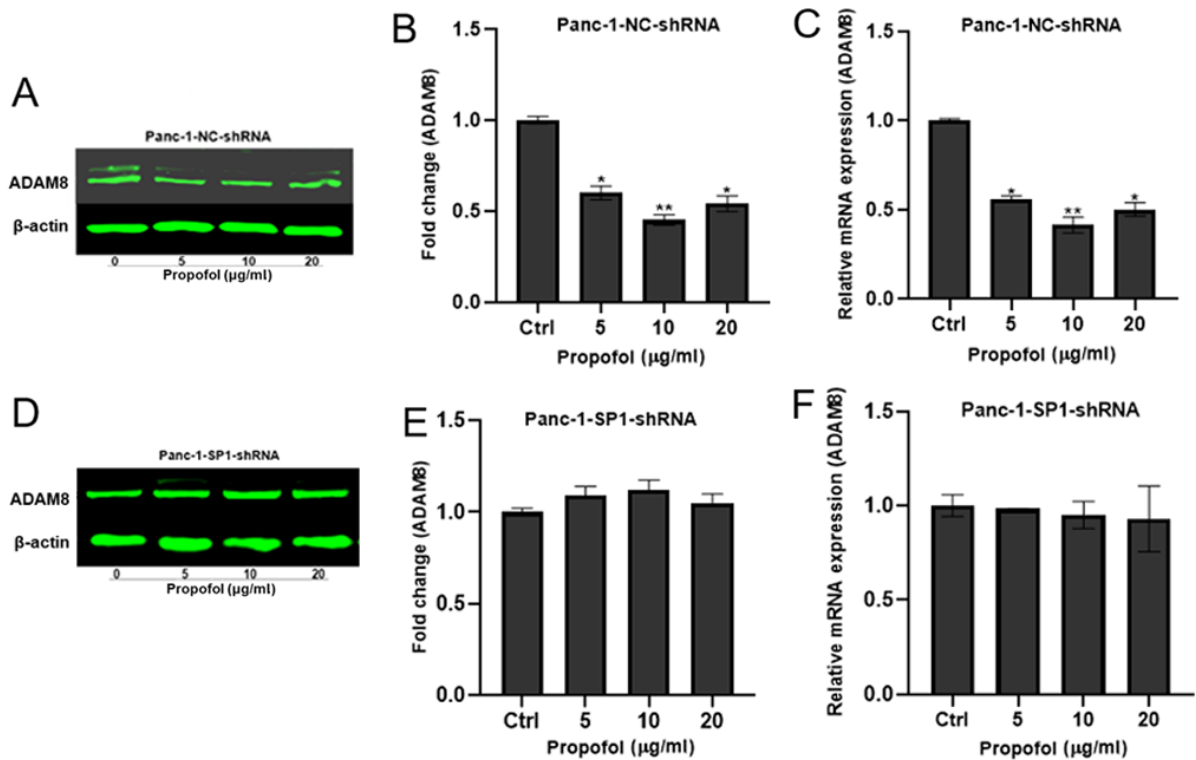 A
Panc-1-NC-shRNA
ADAM8
β-actin
0 5 10 20
Propofol (µg/ml)
B
Panc-1-NC-shRNA
Fold change (ADAM8)
1.5
1.0
0.5
0.0
*
**
*
Ctrl 5 10 20
Propofol (µg/ml)
C
Panc-1-NC-shRNA
Relative mRNA expression (ADAM8)
1.5
1.0
0.5
0.0
*
**
*
Ctrl 5 10 20
Propofol (µg/ml)
D
Panc-1-SP1-shRNA
ADAM8
β-actin
0 5 10 20
Propofol (µg/ml)
E
Panc-1-SP1-shRNA
Fold change (ADAM8)
1.5
1.0
0.5
0.0
Ctrl 5 10 20
Propofol (µg/ml)
F
Panc-1-SP1-shRNA
Relative mRNA expression (ADAM8)
1.5
1.0
0.5
0.0
Ctrl 5 10 20
Propofol (µg/ml)